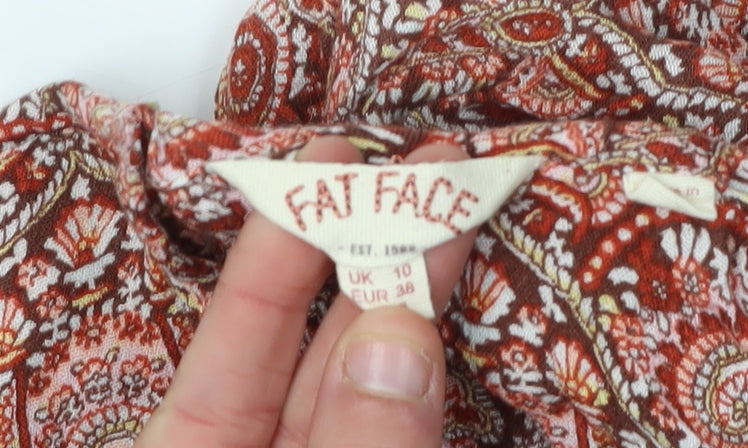 FAT FACE
EST. 1988
UK 10
EUR 38